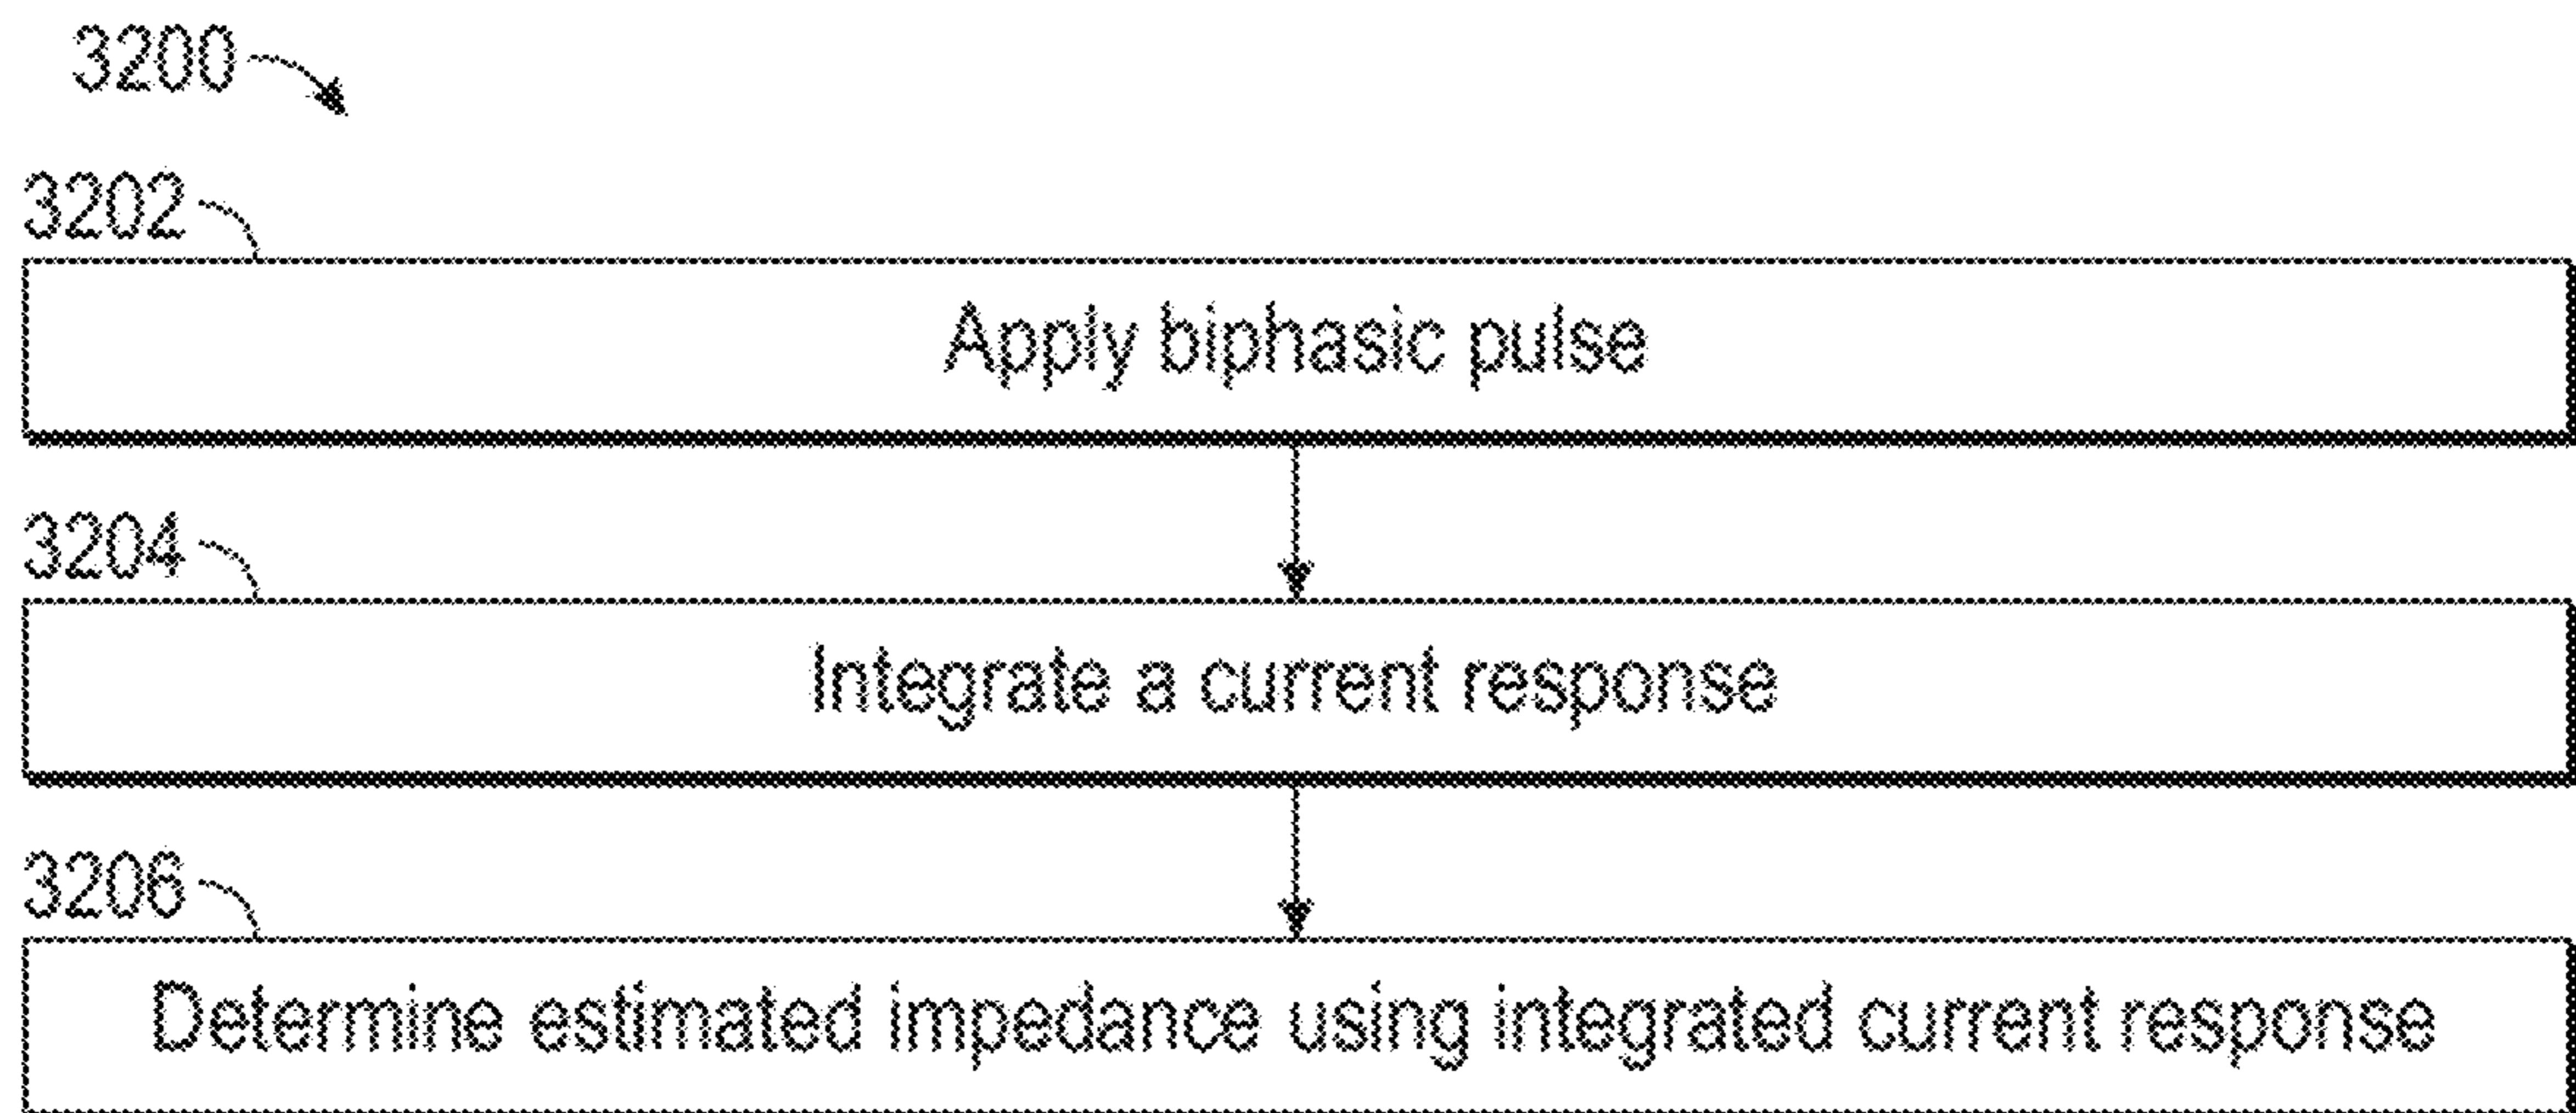 3200
3202
Apply biphasic pulse
3204
Integrate a current response
3206
Determine estimated impedance using integrated current response